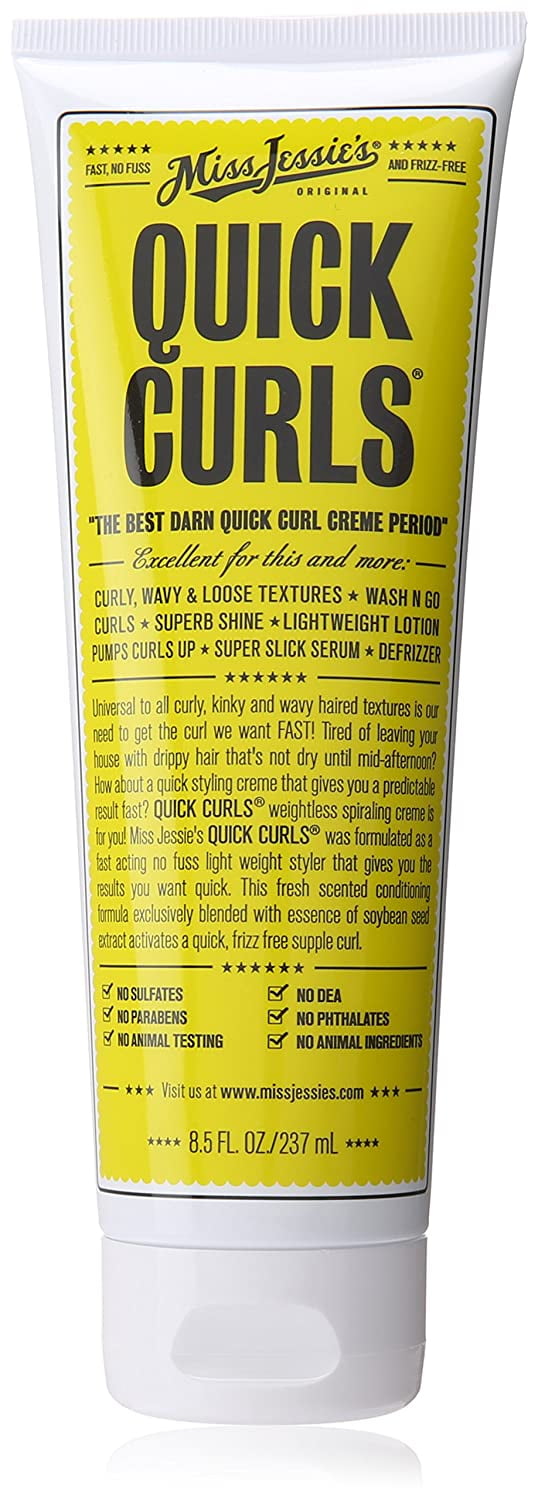 ★★★★★ Miss Jessie's® ★★★★★
FAST, NO FUSS ORIGINAL AND FRIZZ-FREE
QUICK
CURLS®
"THE BEST DARN QUICK CURL CREME PERIOD"
Excellent for this and more:
CURLY, WAVY & LOOSE TEXTURES ★ WASH N GO
CURLS ★ SUPERB SHINE ★ LIGHTWEIGHT LOTION
PUMPS CURLS UP ★ SUPER SLICK SERUM ★ DEFRIZZER
★★★★★★
Universal to all curly, kinky and wavy haired textures is our
need to get the curl we want FAST! Tired of leaving your
house with drippy hair that's not dry until mid-afternoon?
How about a quick styling creme that gives you a predictable
result fast? QUICK CURLS® weightless spiraling creme is
for you! Miss Jessie's QUICK CURLS® was formulated as a
fast acting no fuss light weight styler that gives you the
results you want quick. This fresh scented conditioning
formula exclusively blended with essence of soybean seed
extract activates a quick, frizz free supple curl.
★★★★★★
NO SULFATES
NO PARABENS
NO ANIMAL TESTING
NO DEA
NO PHTHALATES
NO ANIMAL INGREDIENTS
★★★ Visit us at www.missjessies.com ★★★
★★★★ 8.5 FL. OZ./237 mL ★★★★